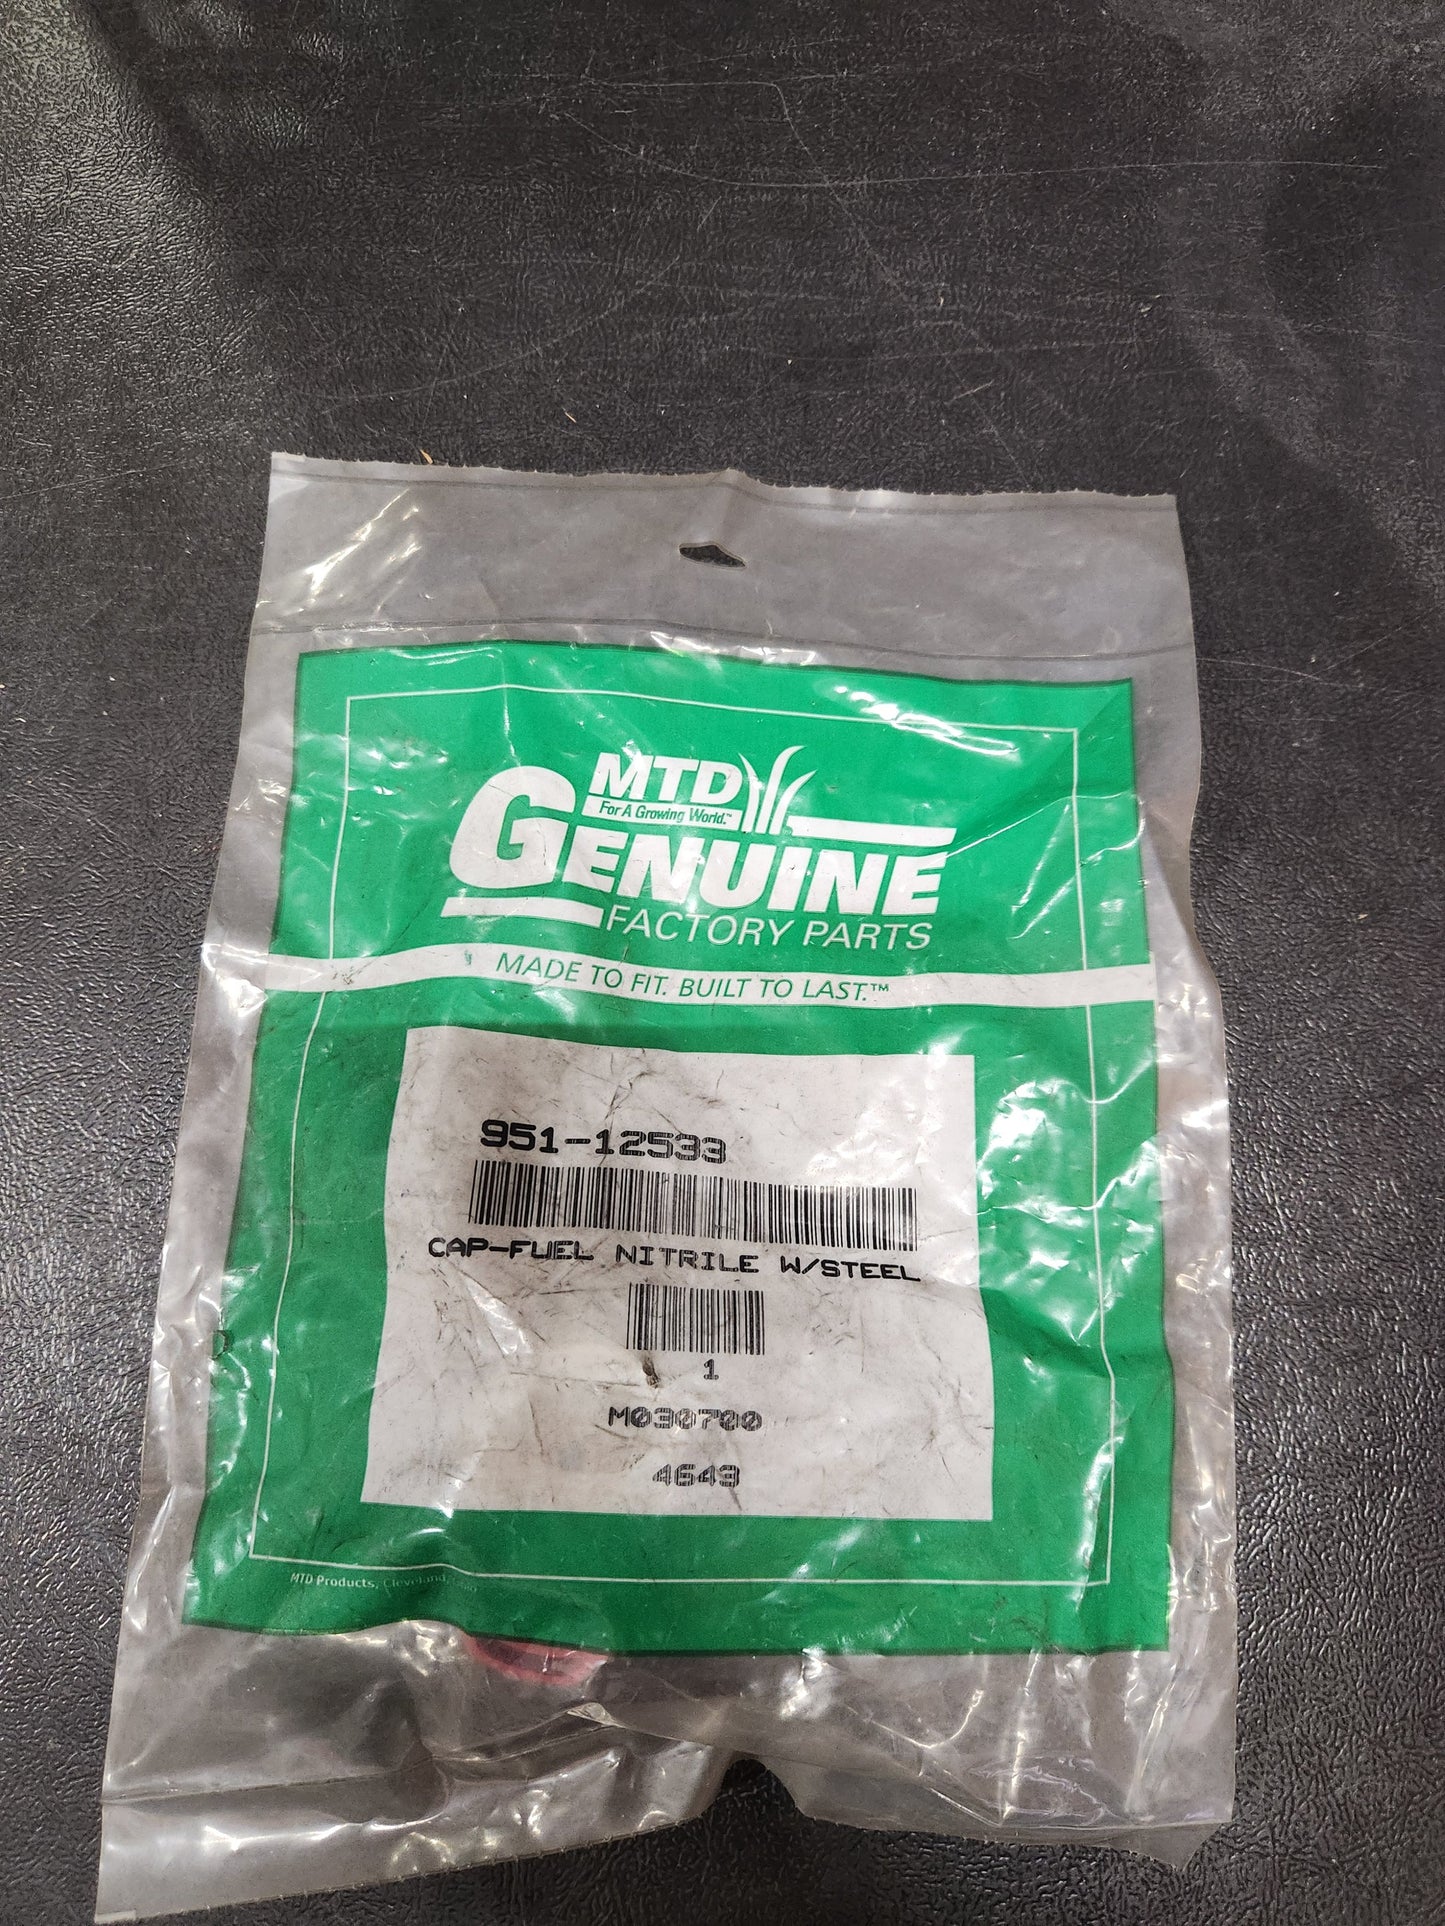 MTD
For A Growing World.™
GENUINE
FACTORY PARTS
MADE TO FIT. BUILT TO LAST.™
951-12533
CAP-FUEL NITRILE W/STEEL
1
M030700
4643
MTD Products, Cleveland,